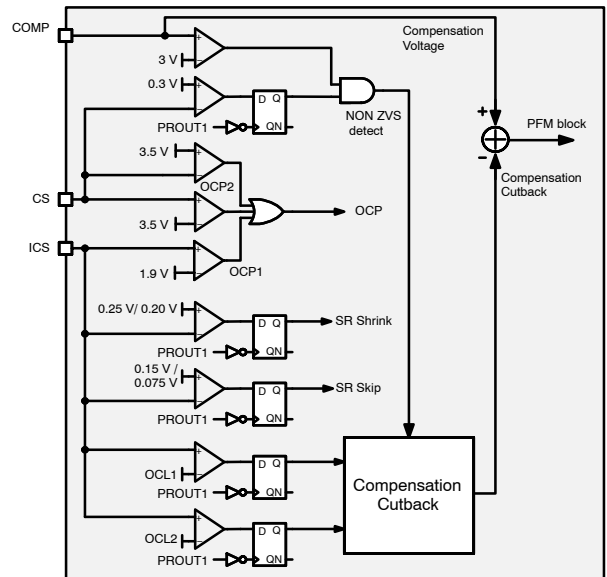 COMP
Compensation
Voltage
3 V
0.3 V
D Q
QN
PROUT1
NON ZVS
detect
+
PFM block
−
Compensation
Cutback
3.5 V
OCP2
CS
OCP
3.5 V
ICS
OCP1
1.9 V
0.25 V/ 0.20 V
D Q
QN
SR Shrink
PROUT1
0.15 V /
0.075 V
D Q
QN
SR Skip
PROUT1
OCL1
D Q
QN
PROUT1
Compensation
Cutback
OCL2
D Q
QN
PROUT1